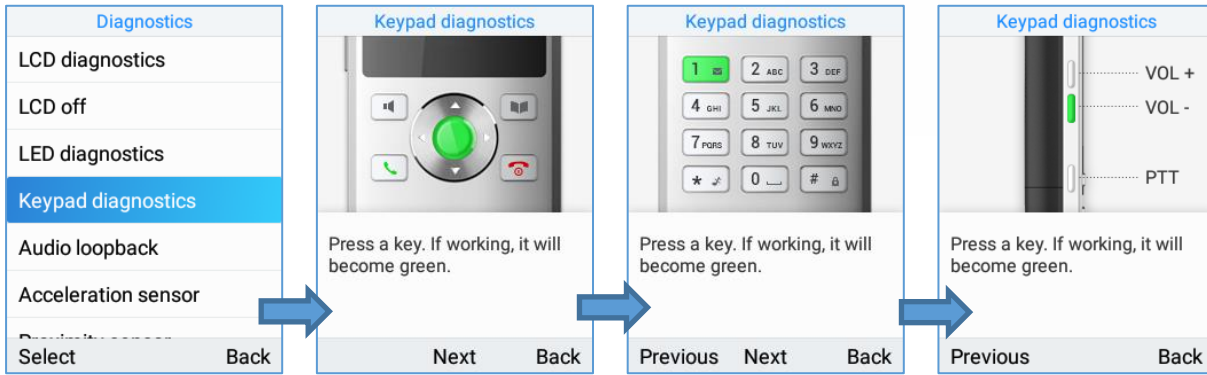 Diagnostics
LCD diagnostics
LCD off
LED diagnostics
Keypad diagnostics
Audio loopback
Acceleration sensor
Proximity sensor
Select Back
Keypad diagnostics
Press a key. If working, it will
become green.
Next Back
Keypad diagnostics
1
2 ABC
3 DEF
4 GHI
5 JKL
6 MNO
7 PQRS
8 TUV
9 WXYZ
*
0
#
Press a key. If working, it will
become green.
Previous Next Back
Keypad diagnostics
VOL +
VOL -
PTT
Press a key. If working, it will
become green.
Previous Back